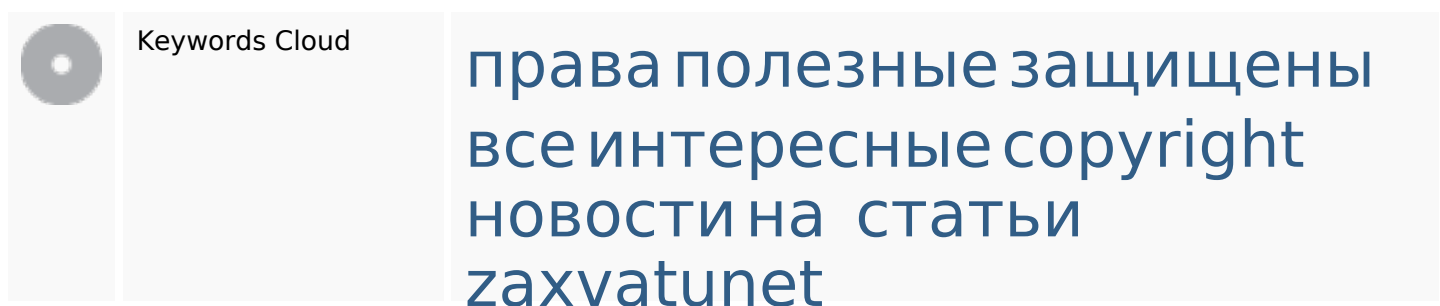 Keywords Cloud
права полезные защищены
все интересные copyright
новости на статьи
zaxvatunet